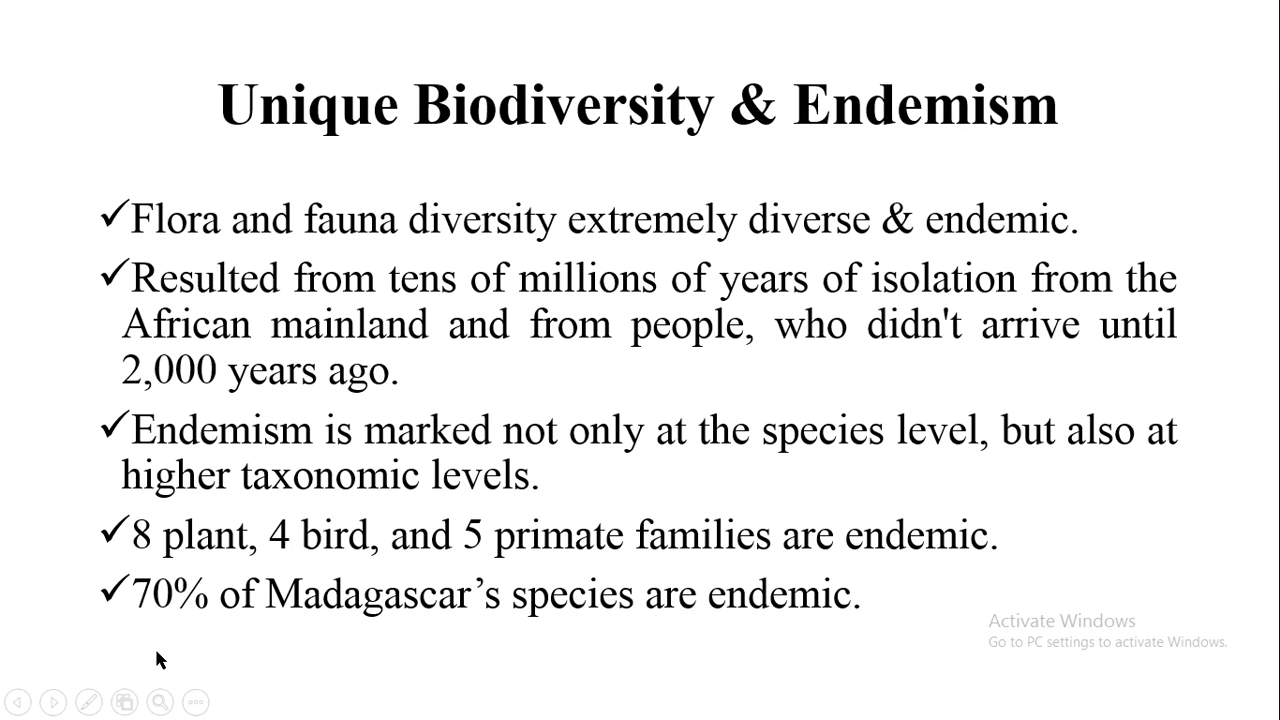 Unique Biodiversity & Endemism
✓Flora and fauna diversity extremely diverse & endemic.
✓Resulted from tens of millions of years of isolation from the
African mainland and from people, who didn't arrive until
2,000 years ago.
✓Endemism is marked not only at the species level, but also at
higher taxonomic levels.
✓8 plant, 4 bird, and 5 primate families are endemic.
✓70% of Madagascar’s species are endemic.
Activate Windows
Go to PC settings to activate Windows.